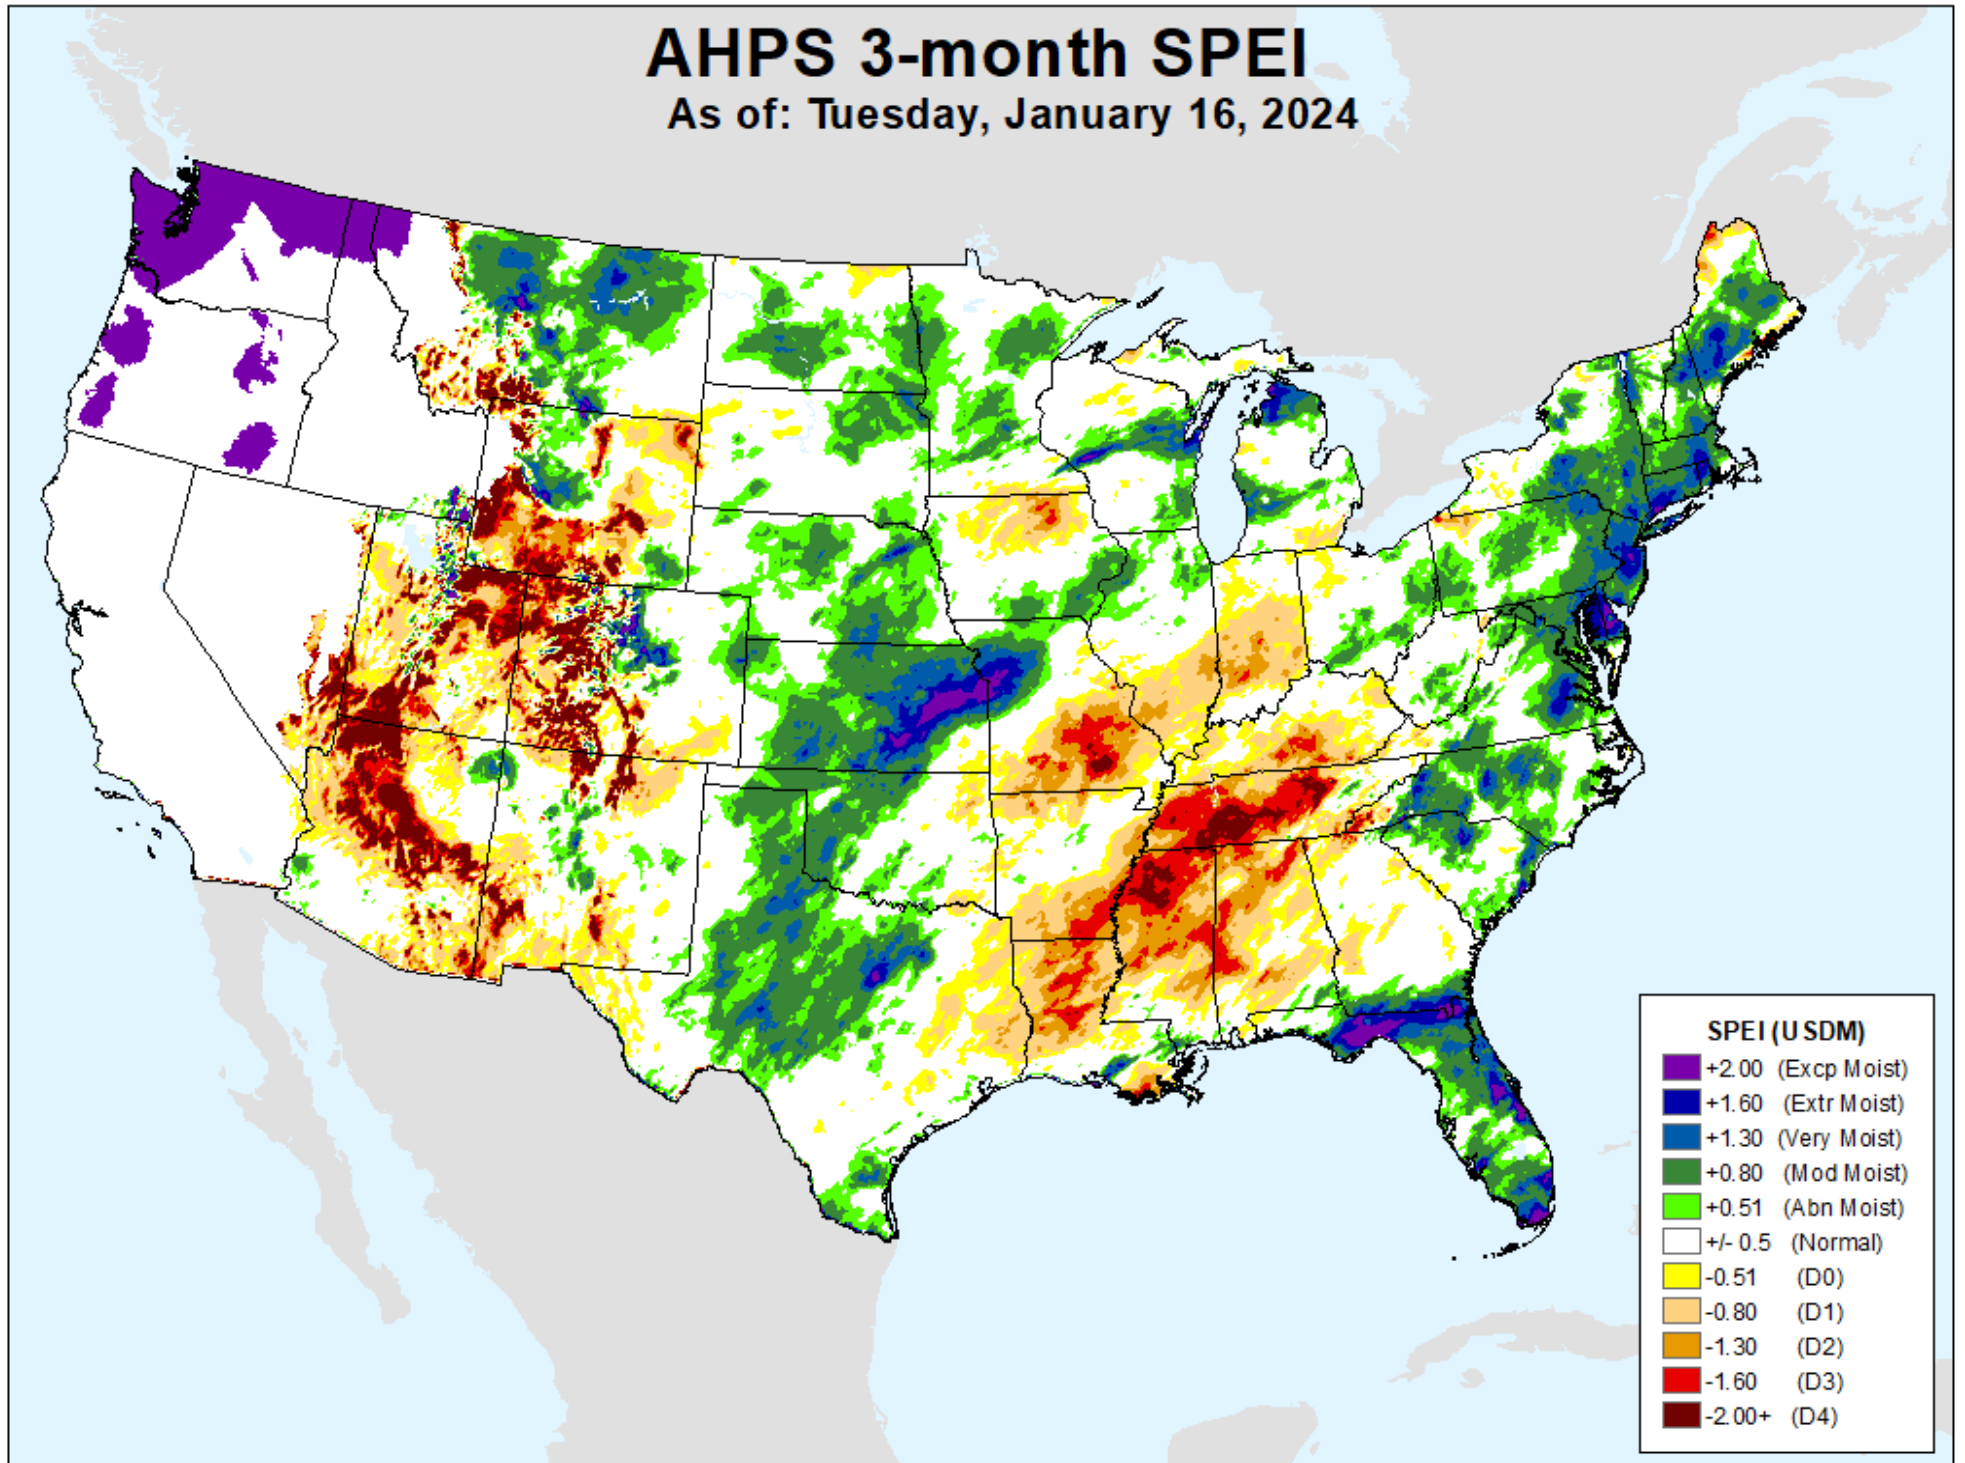 AHPS 3-month SPEI
As of: Tuesday, January 16, 2024
SPEI (USDM)
+2.00 (Excp Moist)
+1.60 (Extr Moist)
+1.30 (Very Moist)
+0.80 (Mod Moist)
+0.51 (Abn Moist)
+/- 0.5 (Normal)
-0.51 (D0)
-0.80 (D1)
-1.30 (D2)
-1.60 (D3)
-2.00+ (D4)